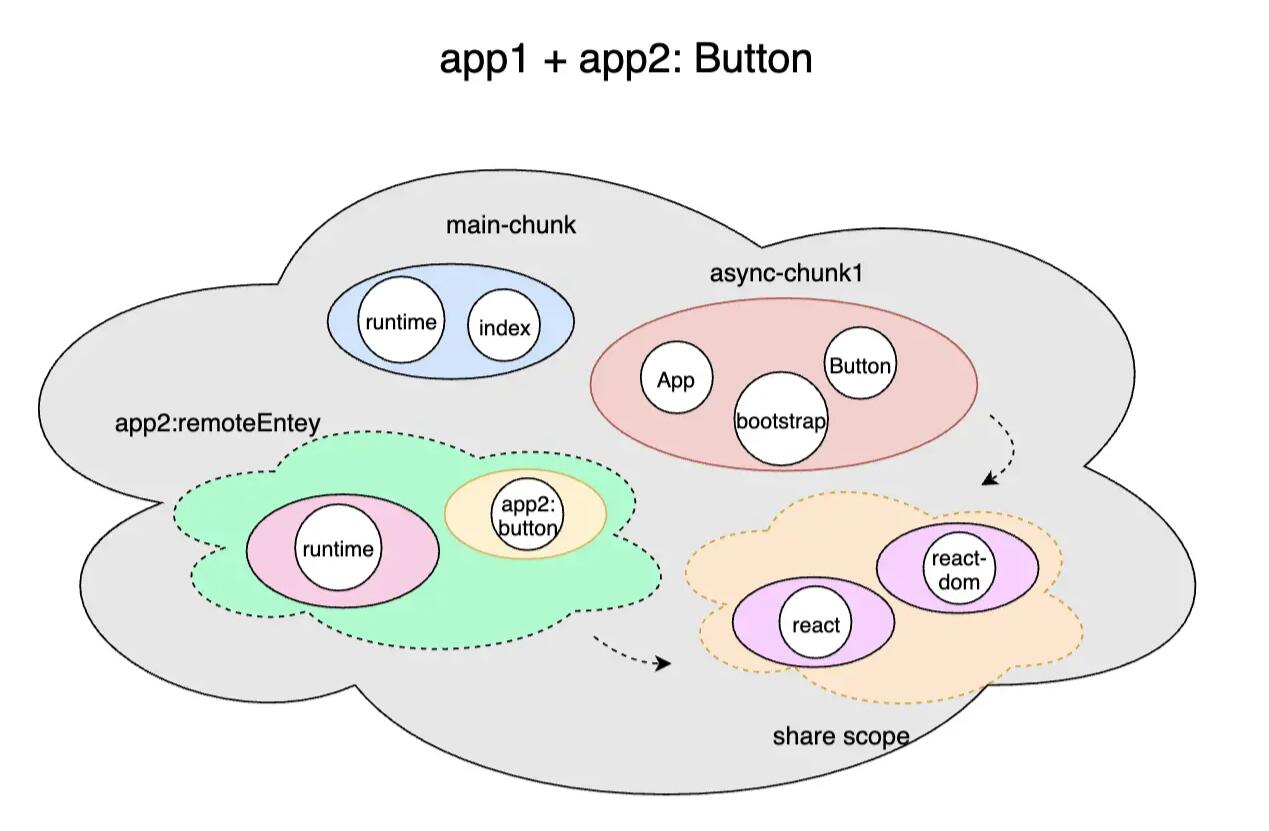 app1 + app2: Button
main-chunk
async-chunk1
runtime
index
App
Button
bootstrap
app2:remoteEntey
app2:
button
runtime
react-
dom
react
share scope